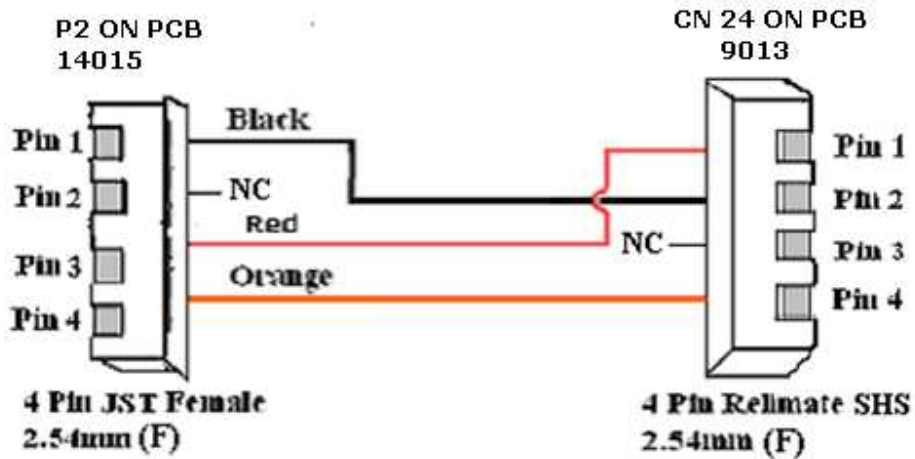 P2 ON PCB
14015
CN 24 ON PCB
9013
Black
Pin 1
Pin 1
Pin 2
NC
Pin 2
Red
NC
Pin 3
Pin 3
Orange
Pin 4
Pin 4
4 Pin JST Female
2.54mm (F)
4 Pin Relimate SHS
2.54mm (F)